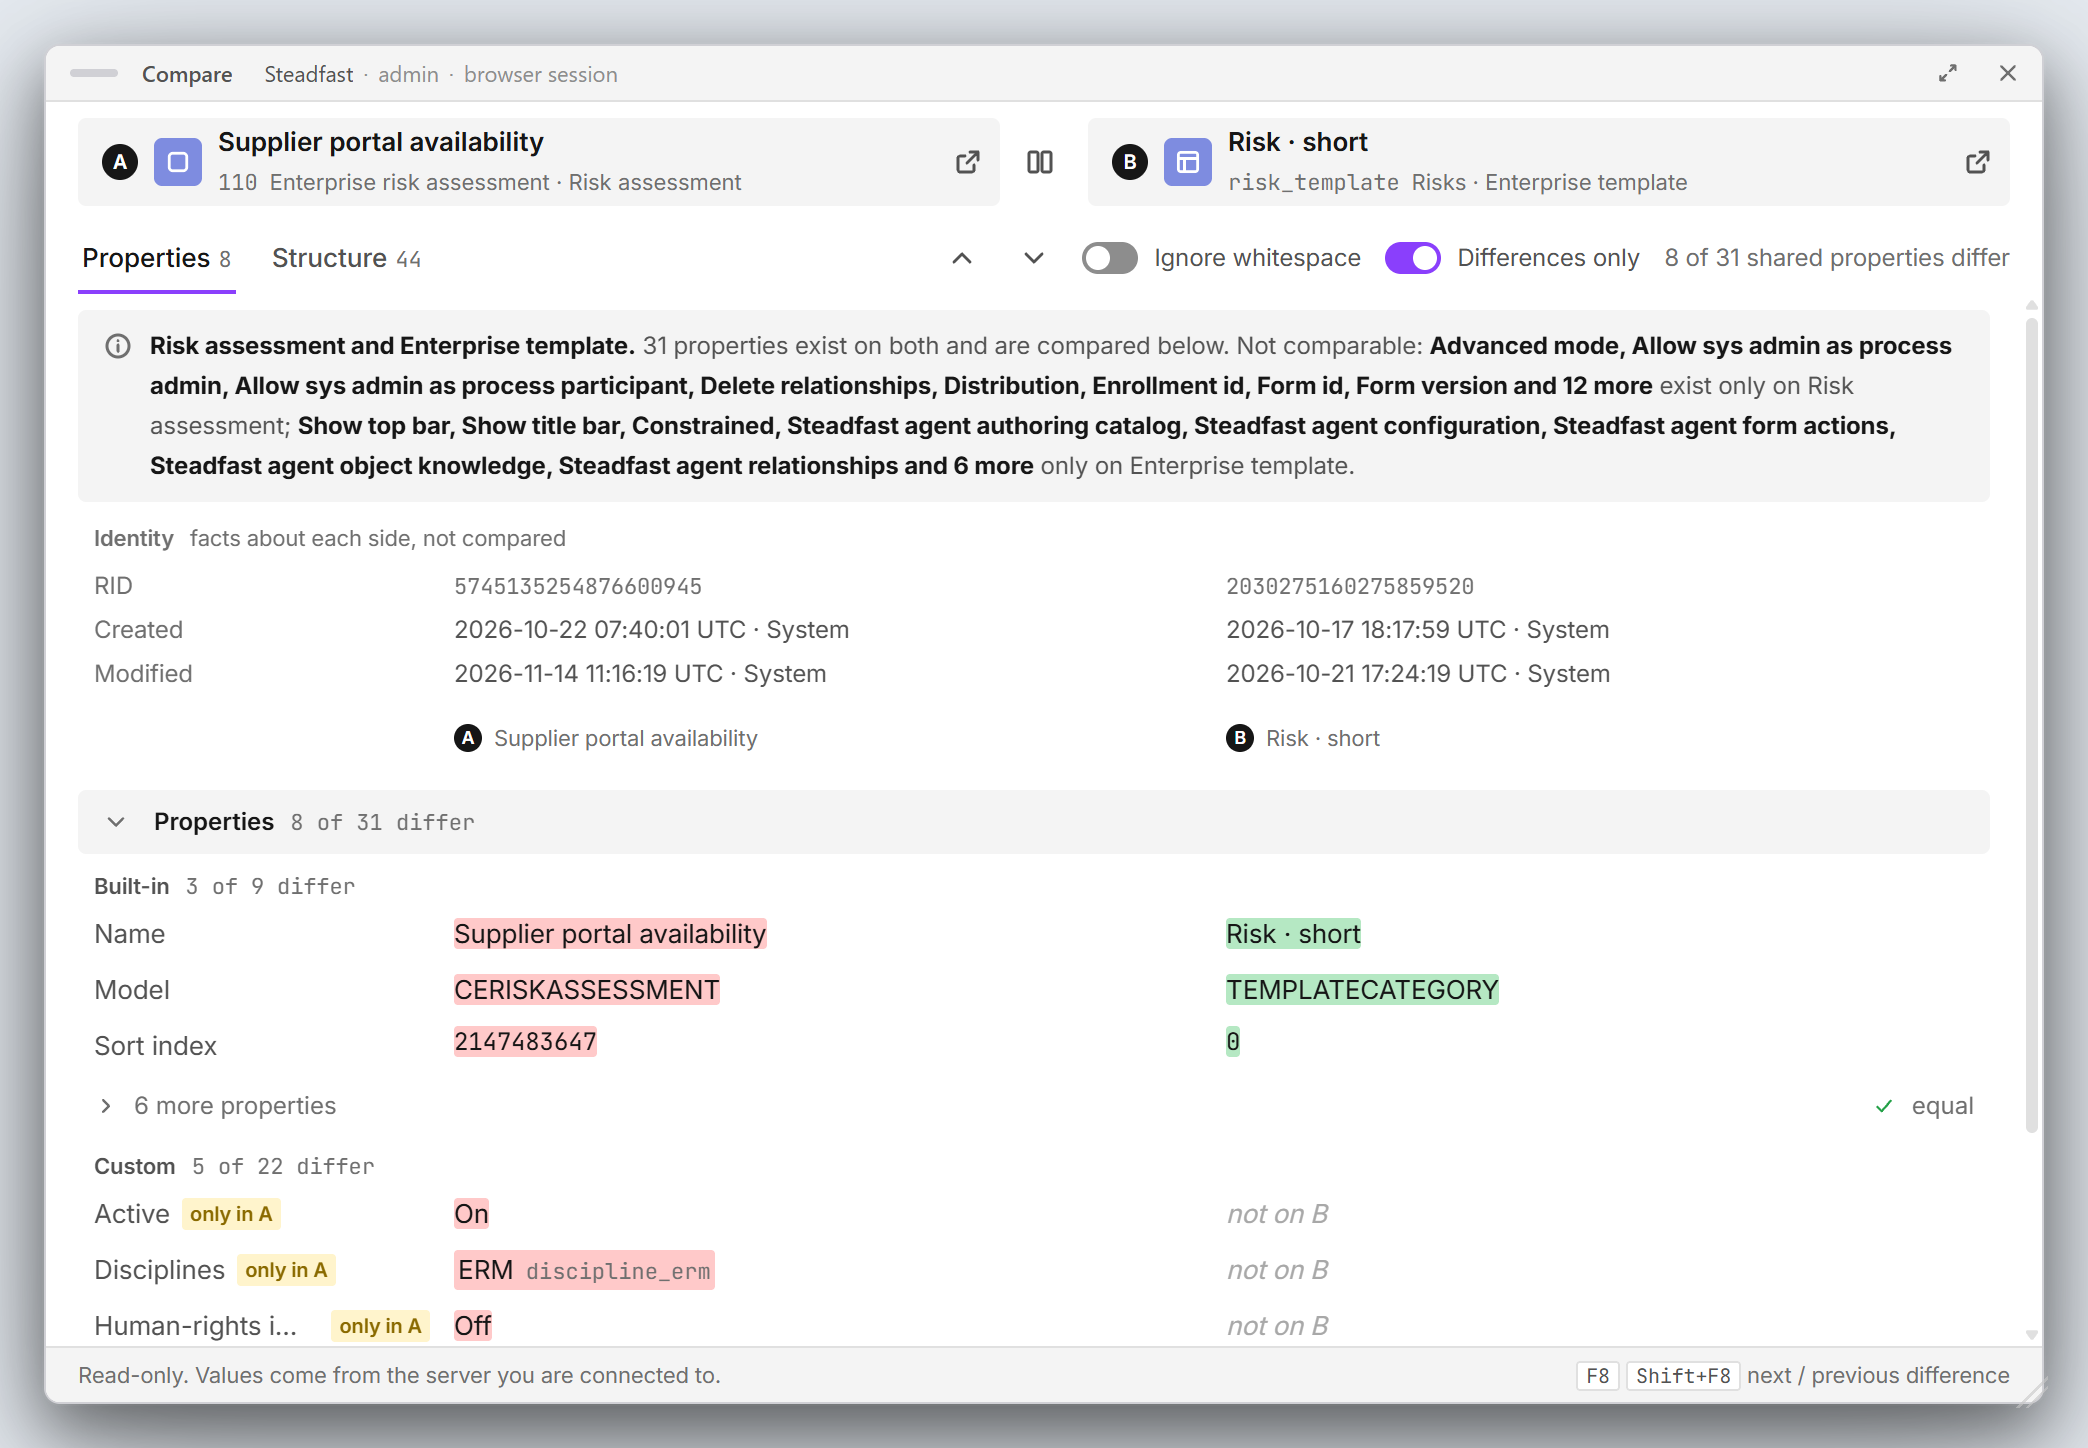 Compare Steadfast · admin · browser session
A Supplier portal availability
110 Enterprise risk assessment · Risk assessment
B Risk · short
risk_template Risks · Enterprise template
Properties 8 Structure 44 Ignore whitespace Differences only 8 of 31 shared properties differ
Risk assessment and Enterprise template. 31 properties exist on both and are compared below. Not comparable: Advanced mode, Allow sys admin as process
admin, Allow sys admin as process participant, Delete relationships, Distribution, Enrollment id, Form id, Form version and 12 more exist only on Risk
assessment; Show top bar, Show title bar, Constrained, Steadfast agent authoring catalog, Steadfast agent configuration, Steadfast agent form actions,
Steadfast agent object knowledge, Steadfast agent relationships and 6 more only on Enterprise template.
Identity facts about each side, not compared
RID 5745135254876600945 2030275160275859520
Created 2026-10-22 07:40:01 UTC · System 2026-10-17 18:17:59 UTC · System
Modified 2026-11-14 11:16:19 UTC · System 2026-10-21 17:24:19 UTC · System
A Supplier portal availability B Risk · short
Properties 8 of 31 differ
Built-in 3 of 9 differ
Name Supplier portal availability Risk · short
Model CERISKASSESSMENT TEMPLATECATEGORY
Sort index 2147483647 0
6 more properties equal
Custom 5 of 22 differ
Active only in A On not on B
Disciplines only in A ERM discipline_erm not on B
Human-rights i... only in A Off not on B
Read-only. Values come from the server you are connected to. F8 Shift+F8 next / previous difference